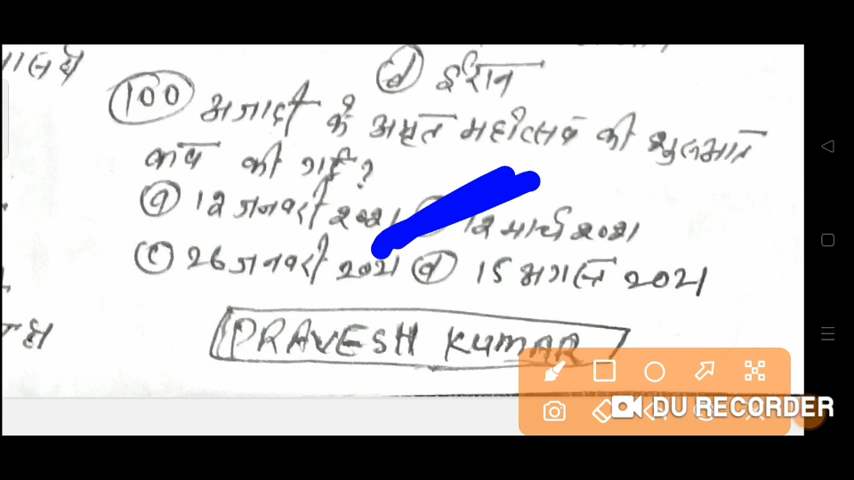 ⓓ ईरान
(100) अजादी के अमृत महोत्सव की शुरुआत
कब की गई?
ⓐ 12 जनवरी 2021 12 मार्च 2021
ⓒ 26 जनवरी 2021 ⓓ 15 अगस्त 2021
PRAVESH KUMAR
DU RECORDER